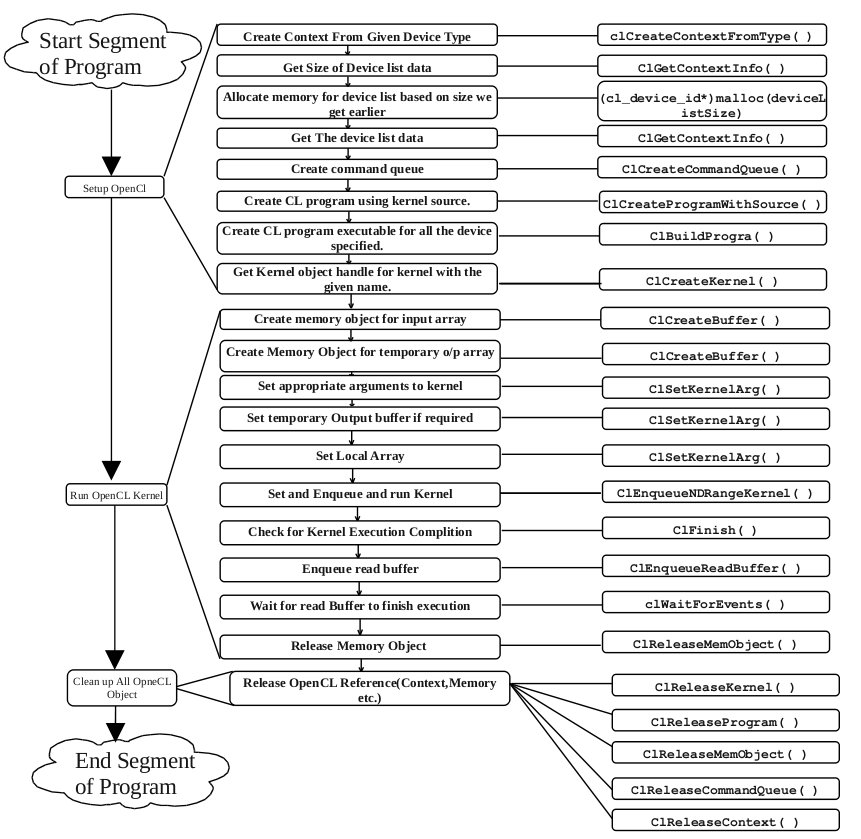 Start Segment
of Program
Create Context From Given Device Type
clCreateContextFromType( )
Get Size of Device list data
ClGetContextInfo( )
Allocate memory for device list based on size we
get earlier
(cl_device_id*)malloc(deviceL
istSize)
Get The device list data
ClGetContextInfo( )
Create command queue
ClCreateCommandQueue( )
Setup OpenCl
Create CL program using kernel source.
ClCreateProgramWithSource( )
Create CL program executable for all the device
specified.
ClBuildProgra( )
Get Kernel object handle for kernel with the
given name.
ClCreateKernel( )
Create memory object for input array
ClCreateBuffer( )
Create Memory Object for temporary o/p array
ClCreateBuffer( )
Set appropriate arguments to kernel
ClSetKernelArg( )
Set temporary Output buffer if required
ClSetKernelArg( )
Set Local Array
ClSetKernelArg( )
Run OpenCL Kernel
Set and Enqueue and run Kernel
ClEnqueueNDRangeKernel( )
Check for Kernel Execution Complition
ClFinish( )
Enqueue read buffer
ClEnqueueReadBuffer( )
Wait for read Buffer to finish execution
clWaitForEvents( )
Release Memory Object
ClReleaseMemObject( )
Clean up All OpneCL
Object
Release OpenCL Reference(Context,Memory
etc.)
ClReleaseKernel( )
ClReleaseProgram( )
ClReleaseMemObject( )
ClReleaseCommandQueue( )
ClReleaseContext( )
End Segment
of Program